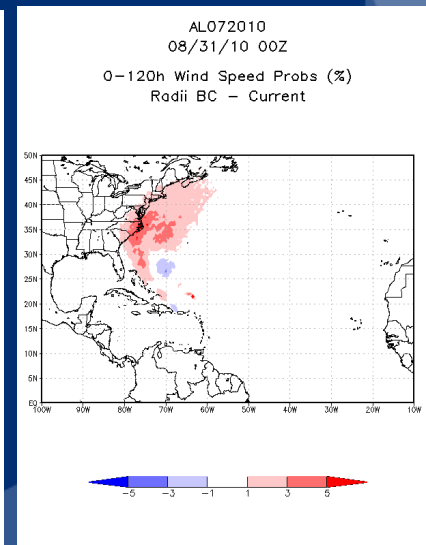 AL072010
08/31/10 00Z
0-120h Wind Speed Probs (%)
Radii BC - Current
50N
45N
40N
35N
30N
25N
20N
15N
10N
5N
EQ
100W 90W 80W 70W 60W 50W 40W 30W 20W 10W
-5 -3 -1 1 3 5